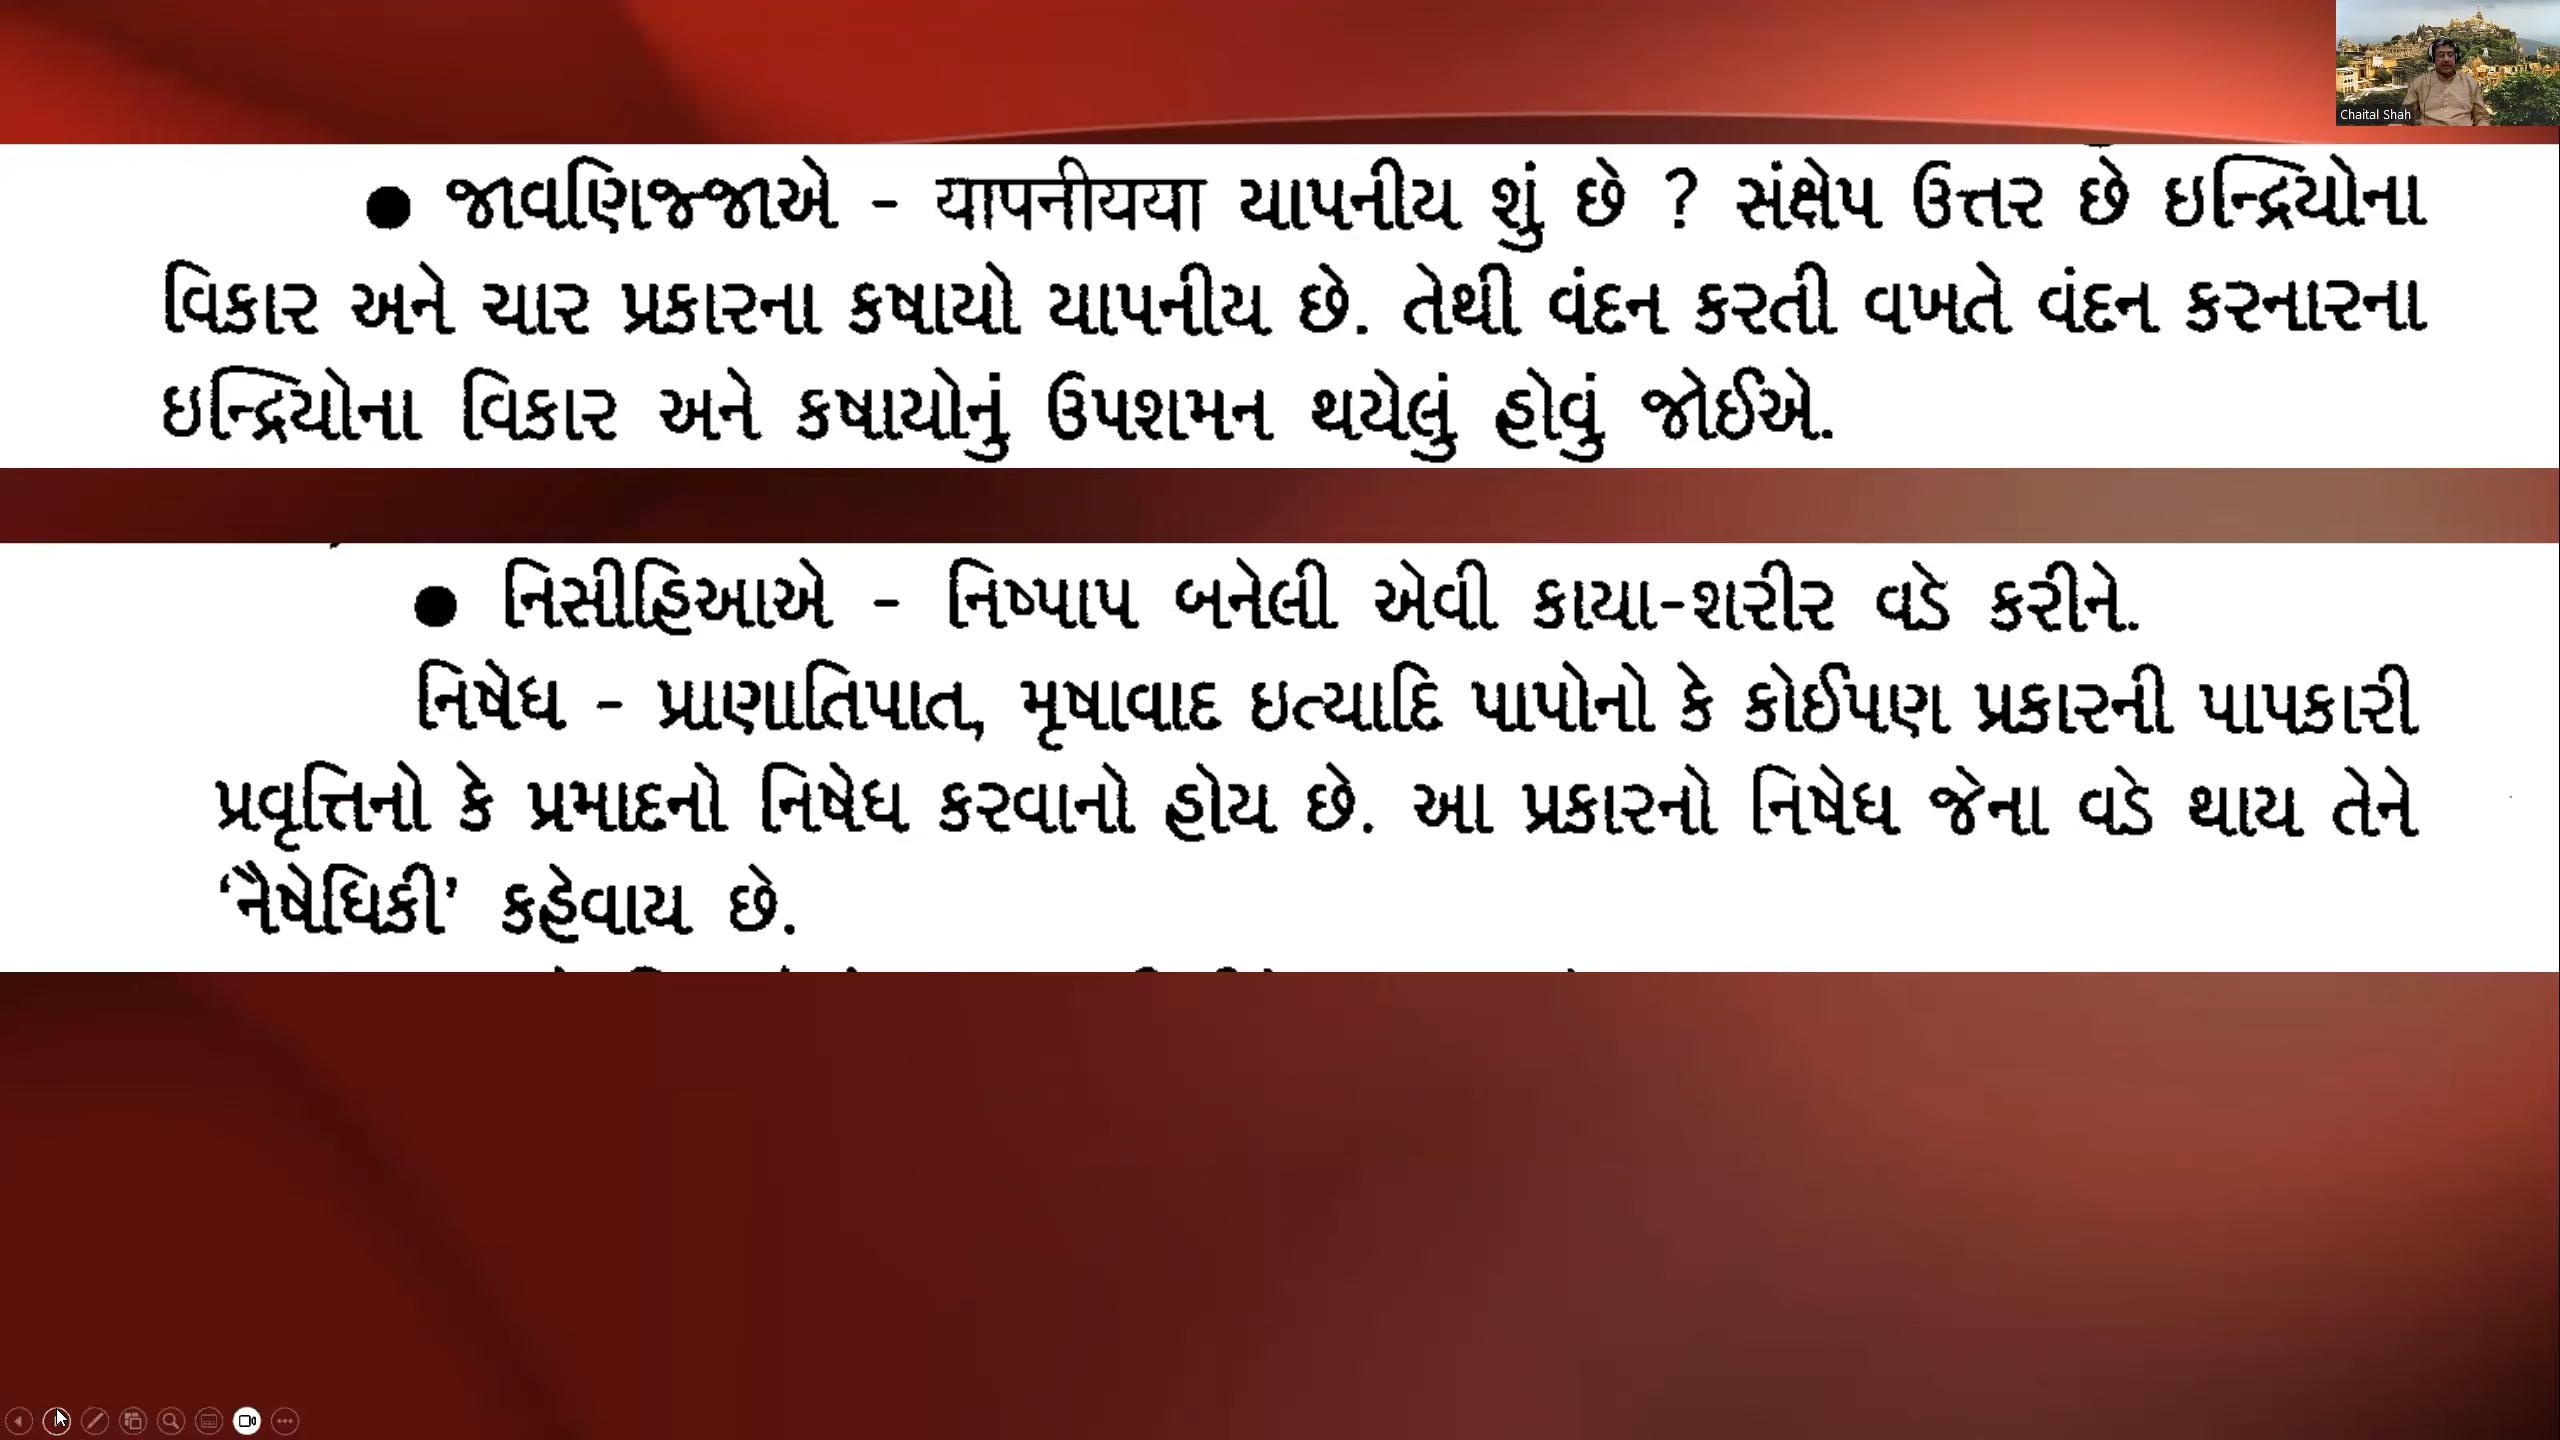 Chaital Shah
● જાવણિજ્જાએ - यापनीयया યાપનીય શું છે ? સંક્ષેપ ઉત્તર છે ઇન્દ્રિયોના
વિકાર અને ચાર પ્રકારના કષાયો યાપનીય છે. તેથી વંદન કરતી વખતે વંદન કરનારના
ઇન્દ્રિયોના વિકાર અને કષાયોનું ઉપશમન થયેલું હોવું જોઈએ.
● નિસીહિઆએ - નિષ્પાપ બનેલી એવી કાયા-શરીર વડે કરીને.
નિષેધ - પ્રાણાતિપાત, મૃષાવાદ ઇત્યાદિ પાપોનો કે કોઈપણ પ્રકારની પાપકારી
પ્રવૃત્તિનો કે પ્રમાદનો નિષેધ કરવાનો હોય છે. આ પ્રકારનો નિષેધ જેના વડે થાય તેને
‘નૈષેધિકી’ કહેવાય છે.